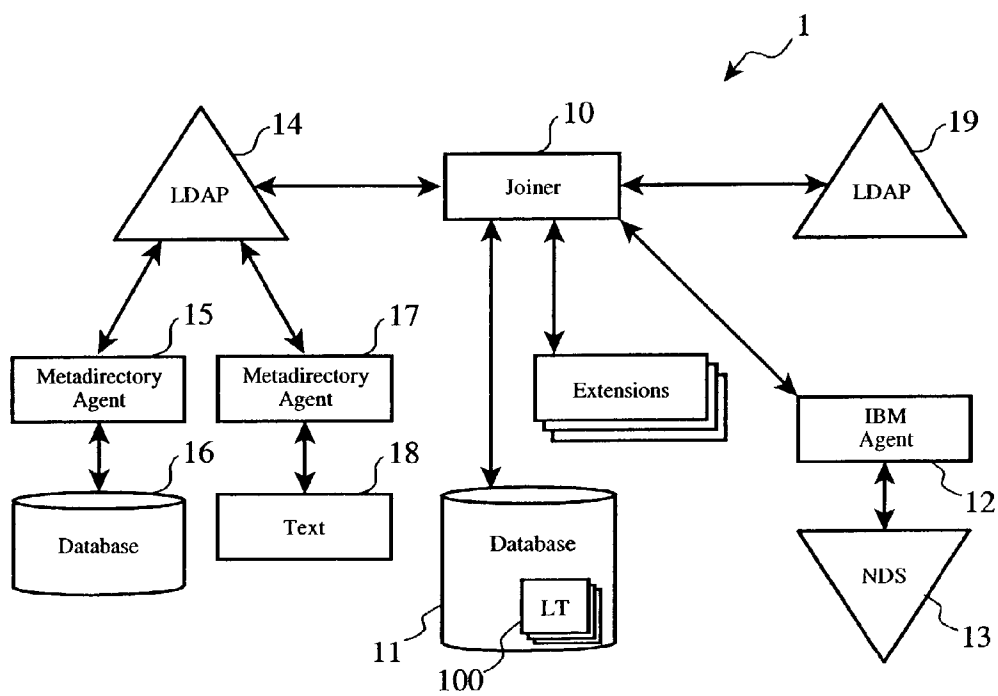 1
14
10
19
LDAP
Joiner
LDAP
15
17
Metadirectory
Agent
Metadirectory
Agent
Extensions
IBM
Agent
16
18
12
Database
Text
Database
NDS
LT
11
100
13